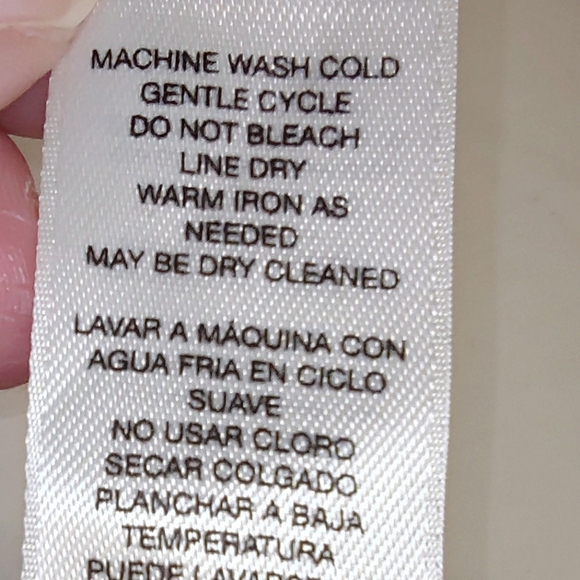 MACHINE WASH COLD
GENTLE CYCLE
DO NOT BLEACH
LINE DRY
WARM IRON AS
NEEDED
MAY BE DRY CLEANED
LAVAR A MÁQUINA CON
AGUA FRIA EN CICLO
SUAVE
NO USAR CLORO
SECAR COLGADO
PLANCHAR A BAJA
TEMPERATURA
PUEDE